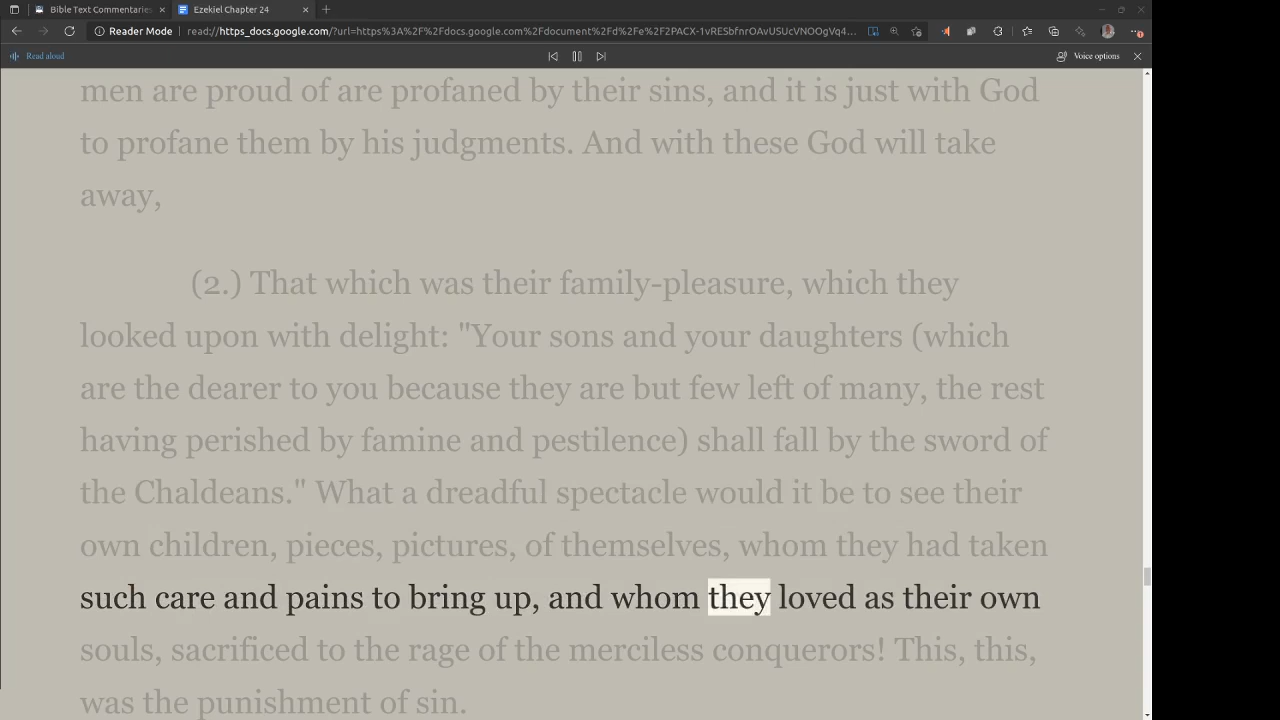 Bible Text Commentaries
Ezekiel Chapter 24
Reader Mode
read://https_docs.google.com/?url=https%3A%2F%2Fdocs.google.com%2Fdocument%2Fd%2Fe%2F2PACX-1vRESbfnrOAvUSUcVNOOgVq4...
Read aloud
Voice options
men are proud of are profaned by their sins, and it is just with God
to profane them by his judgments. And with these God will take
away,
(2.) That which was their family-pleasure, which they
looked upon with delight: "Your sons and your daughters (which
are the dearer to you because they are but few left of many, the rest
having perished by famine and pestilence) shall fall by the sword of
the Chaldeans." What a dreadful spectacle would it be to see their
own children, pieces, pictures, of themselves, whom they had taken
such care and pains to bring up, and whom they loved as their own
souls, sacrificed to the rage of the merciless conquerors! This, this,
was the punishment of sin.